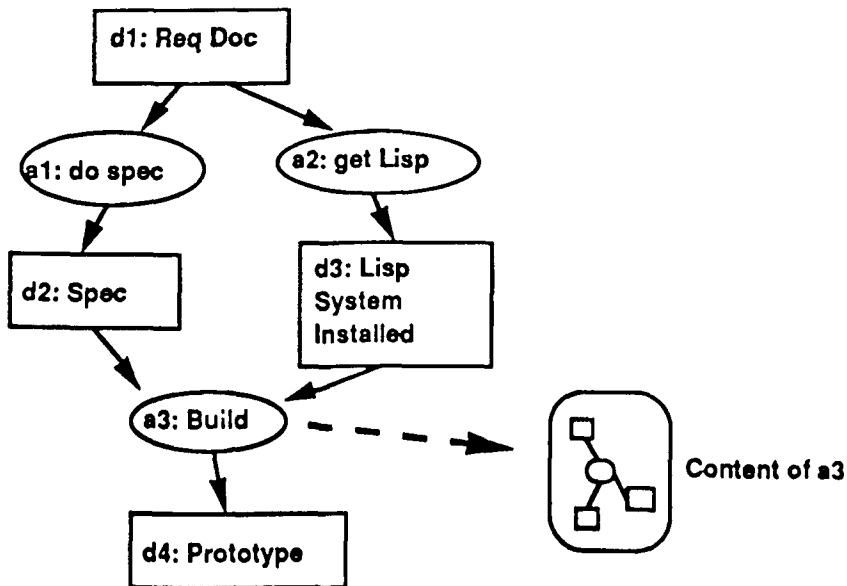 d1: Req Doc
a1: do spec
a2: get Lisp
d2: Spec
d3: Lisp
System
Installed
a3: Build
Content of a3
d4: Prototype